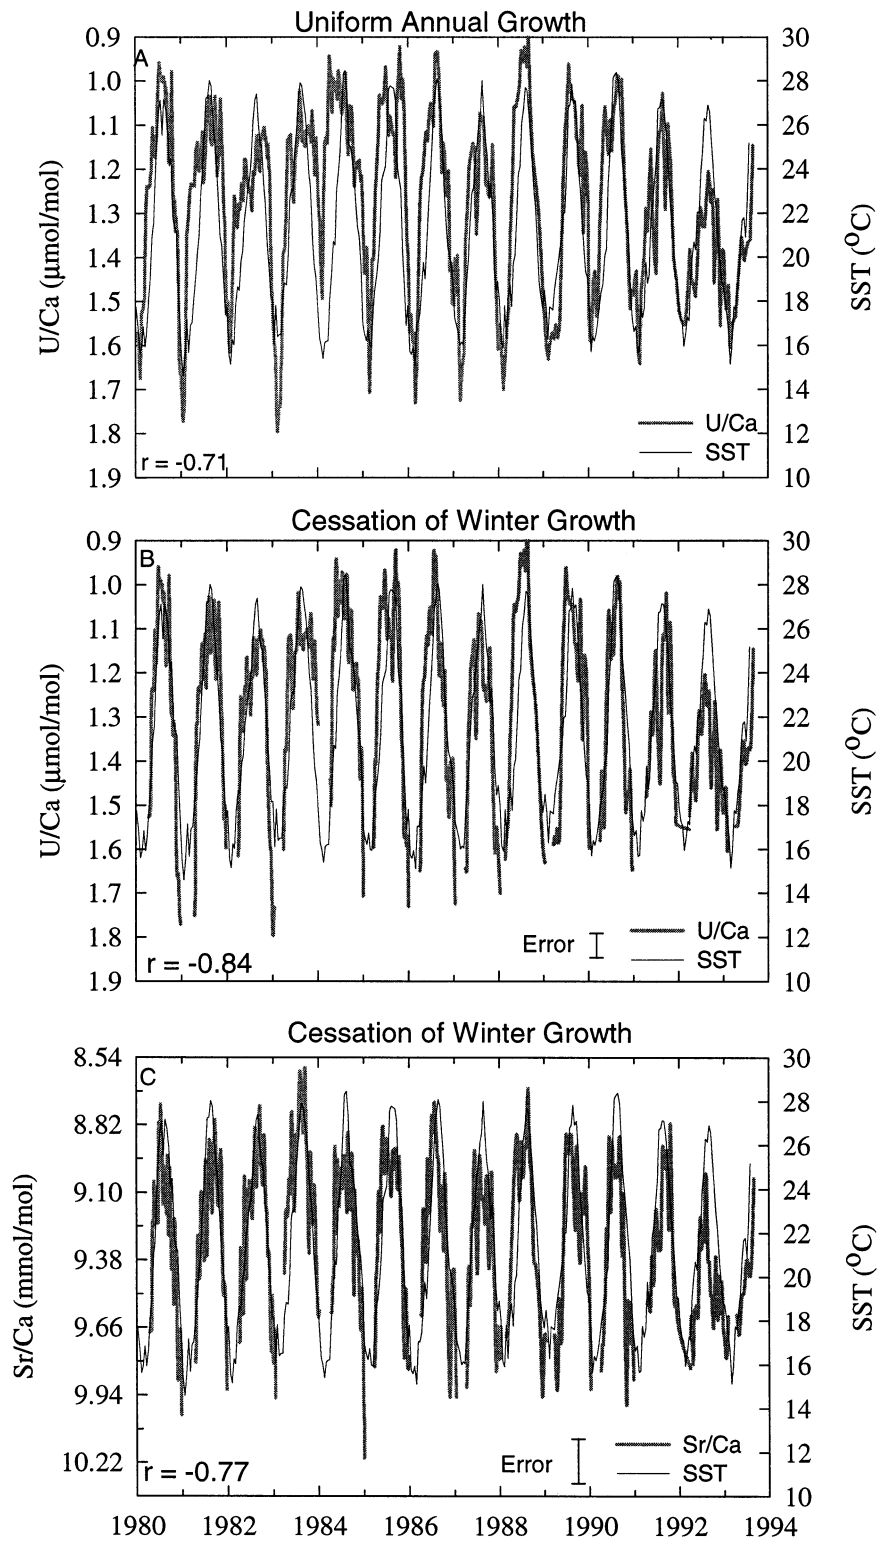 Uniform Annual Growth
A
0.9
1.0
1.1
1.2
1.3
1.4
1.5
1.6
1.7
1.8
1.9
U/Ca (μmol/mol)
30
28
26
24
22
20
18
16
14
12
10
SST (°C)
U/Ca
SST
r = -0.71
Cessation of Winter Growth
B
0.9
1.0
1.1
1.2
1.3
1.4
1.5
1.6
1.7
1.8
1.9
U/Ca (μmol/mol)
30
28
26
24
22
20
18
16
14
12
10
SST (°C)
Error
U/Ca
SST
r = -0.84
Cessation of Winter Growth
C
8.54
8.82
9.10
9.38
9.66
9.94
10.22
Sr/Ca (mmol/mol)
30
28
26
24
22
20
18
16
14
12
10
SST (°C)
Error
Sr/Ca
SST
r = -0.77
1980 1982 1984 1986 1988 1990 1992 1994